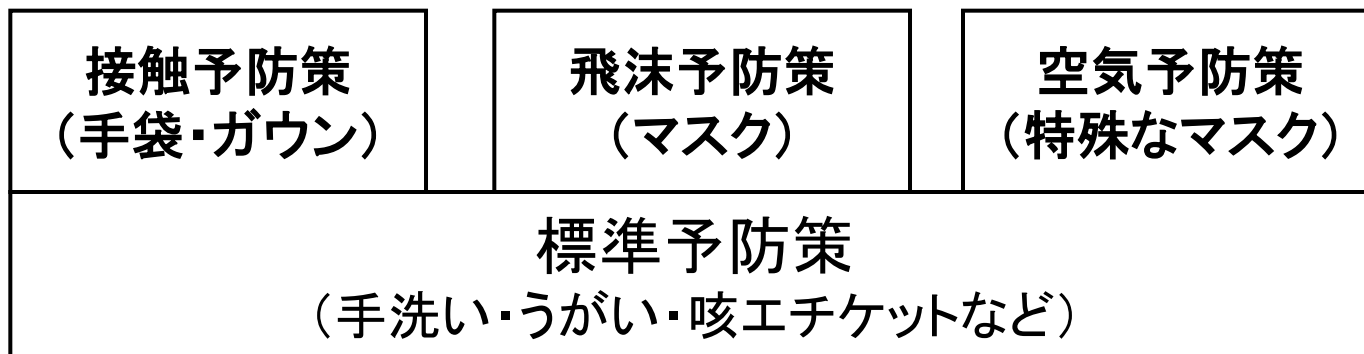 接触予防策
（手袋・ガウン）
飛沫予防策
（マスク）
空気予防策
（特殊なマスク）
標準予防策
（手洗い・うがい・咳エチケットなど）